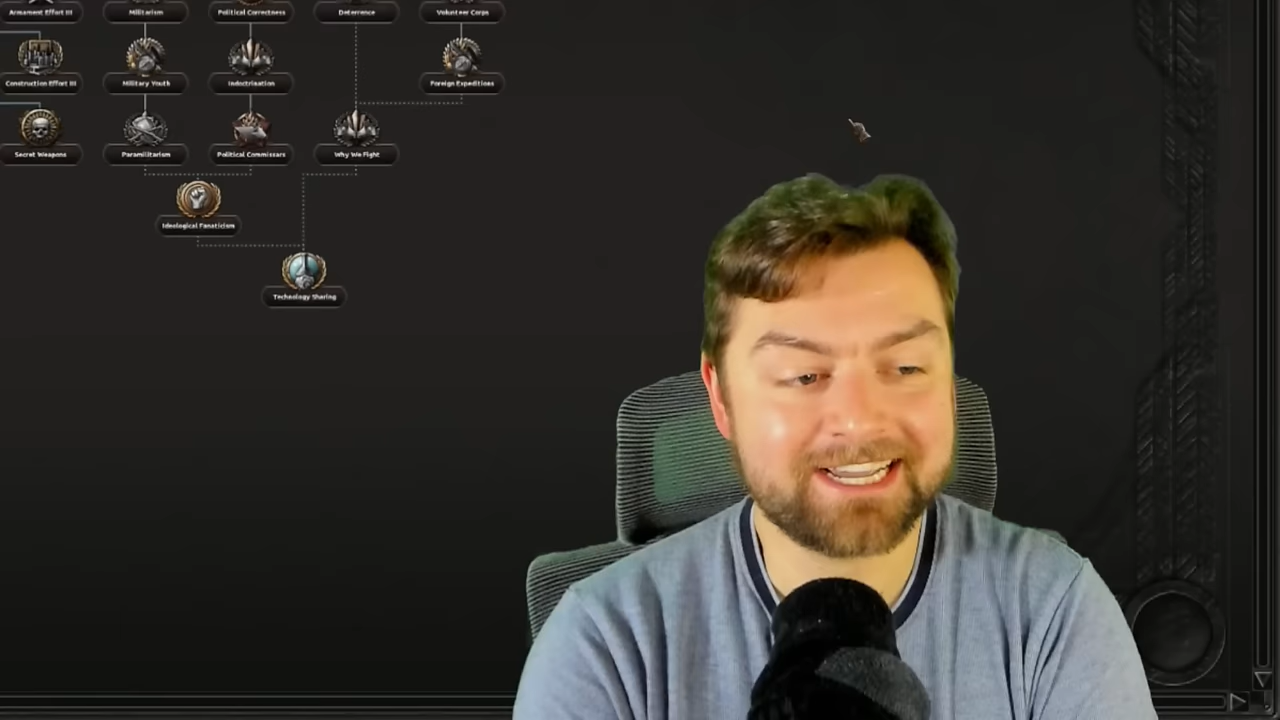 Armament Effort III
Militarism
Political Correctness
Deterrence
Volunteer Corps
Construction Effort III
Military Youth
Indoctrination
Foreign Expeditions
Secret Weapons
Paramilitarism
Political Commissars
Why We Fight
Ideological Fanaticism
Technology Sharing